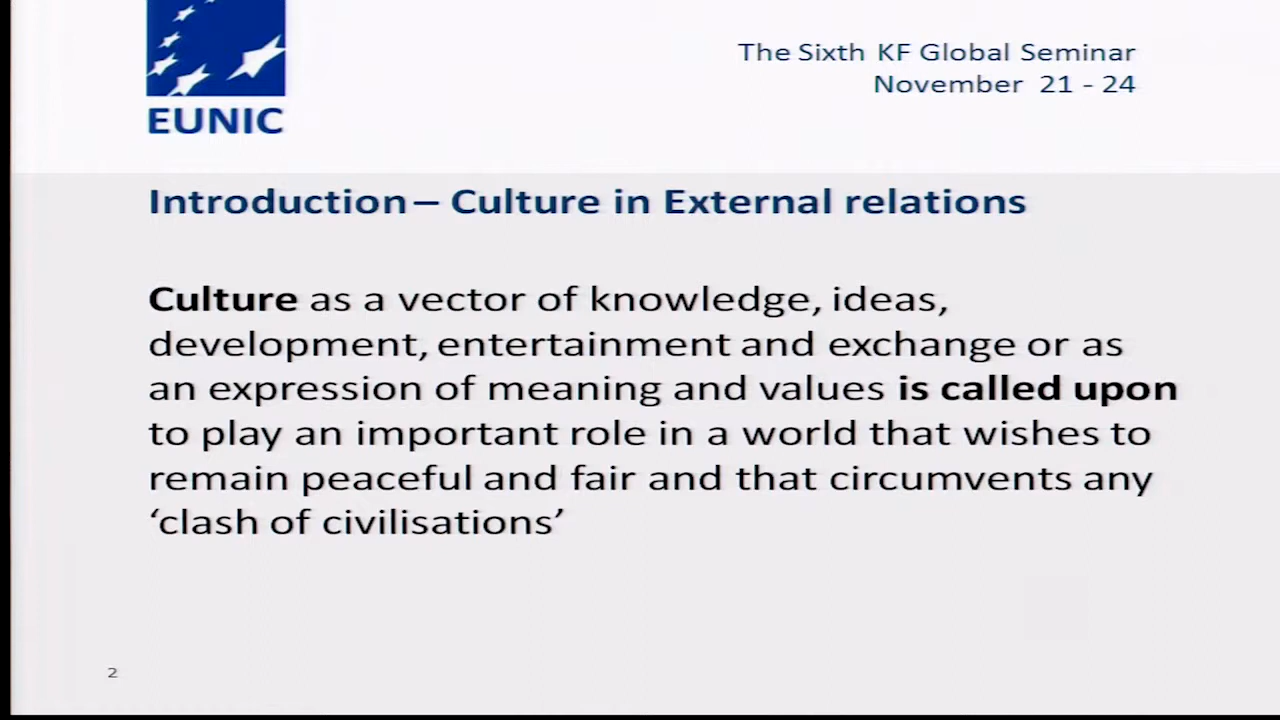 EUNIC
The Sixth KF Global Seminar
November 21 - 24
Introduction – Culture in External relations
Culture as a vector of knowledge, ideas,
development, entertainment and exchange or as
an expression of meaning and values is called upon
to play an important role in a world that wishes to
remain peaceful and fair and that circumvents any
‘clash of civilisations’
2